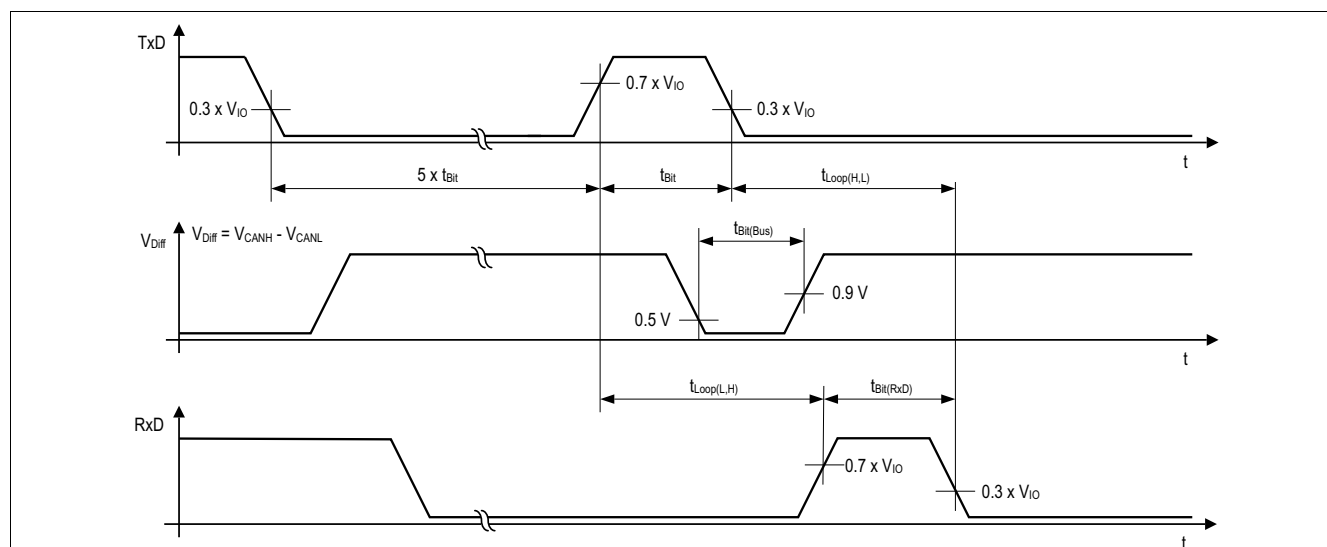 TxD
0.3 x VIO
0.7 x VIO
0.3 x VIO
t
5 x tBit
tBit
tLoop(H,L)
VDiff
VDiff = VCANH - VCANL
tBit(Bus)
0.9 V
0.5 V
t
tLoop(L,H)
tBit(RxD)
RxD
0.7 x VIO
0.3 x VIO
t